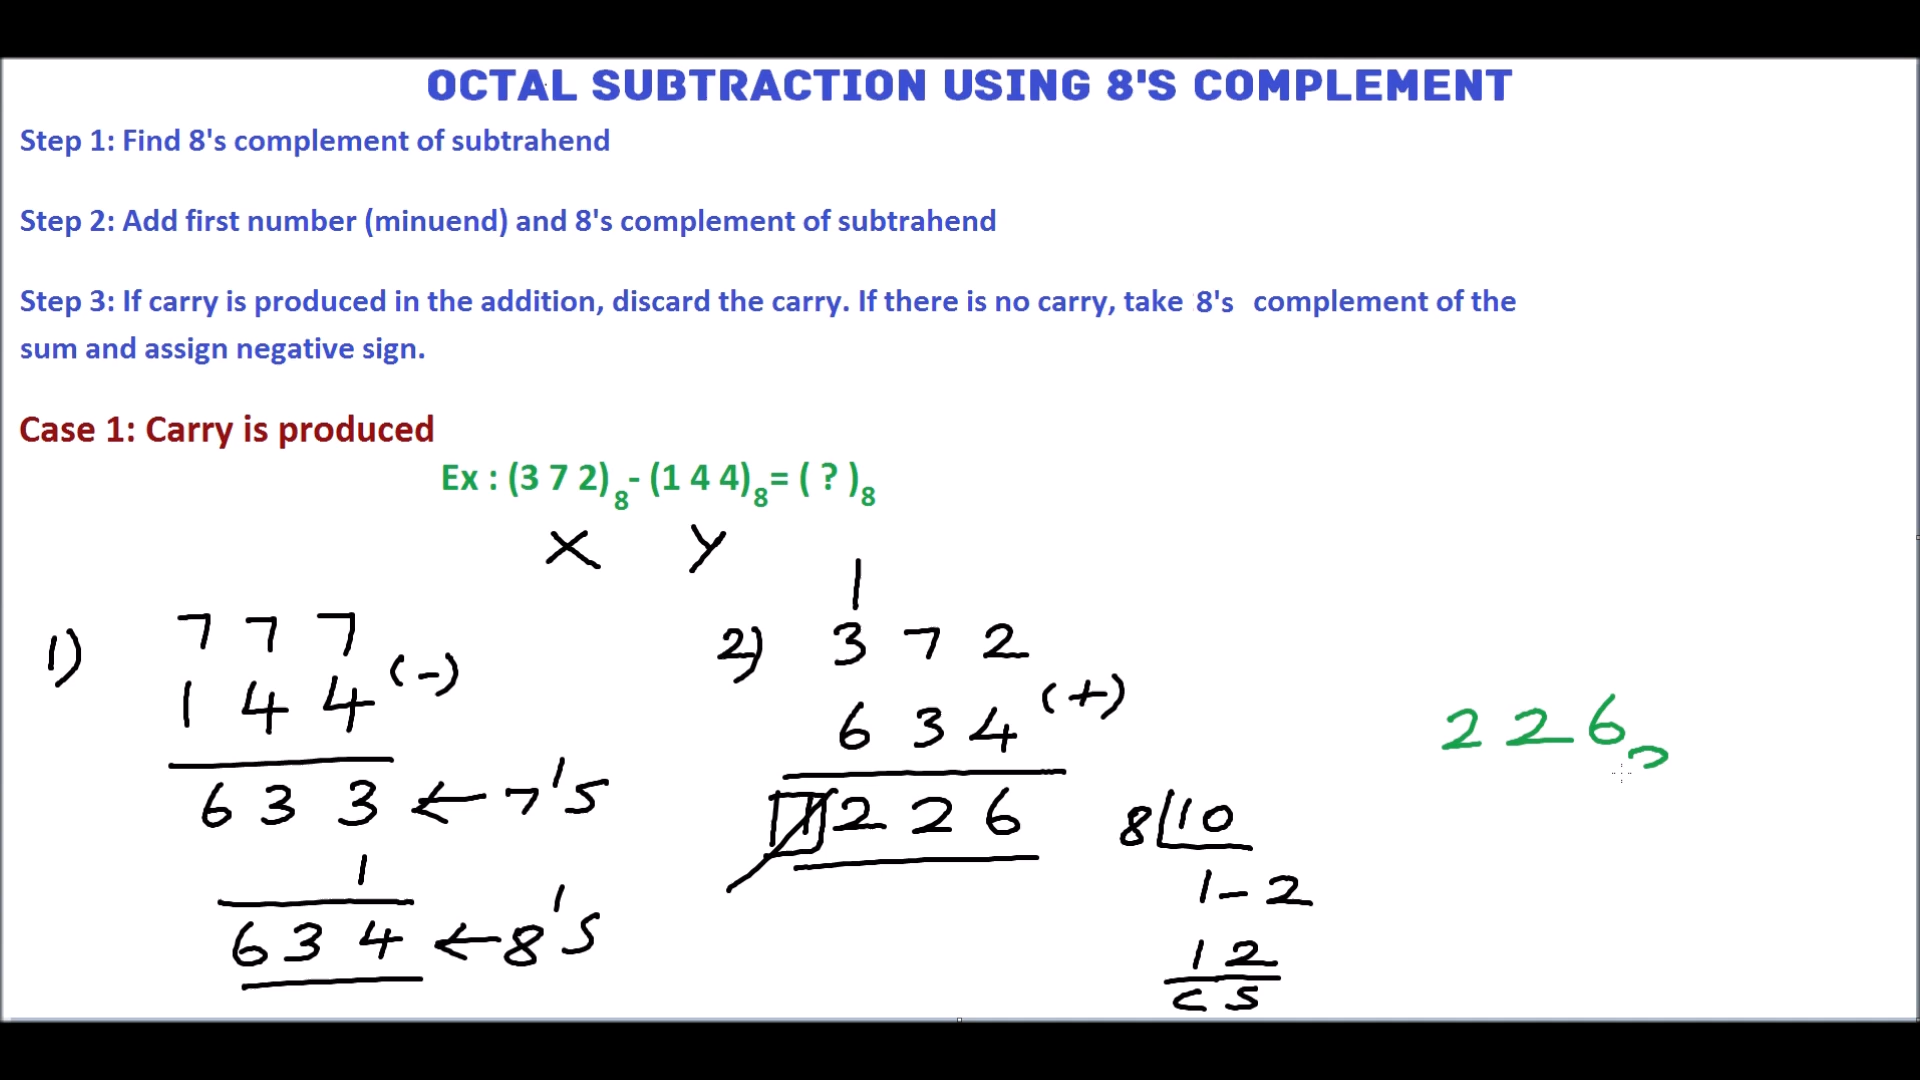 OCTAL SUBTRACTION USING 8'S COMPLEMENT
Step 1: Find 8's complement of subtrahend
Step 2: Add first number (minuend) and 8's complement of subtrahend
Step 3: If carry is produced in the addition, discard the carry. If there is no carry, take 8's complement of the
sum and assign negative sign.
Case 1: Carry is produced
Ex : (3 7 2)8 - (1 4 4)8 = ( ? )8
X Y
1)
7 7 7
1 4 4 (-)
6 3 3 ← 7's
1
6 3 4 ← 8's
2)
1
3 7 2
6 3 4 (+)
1 2 2 6
8 10
1 - 2
1 2
C S
2 2 6